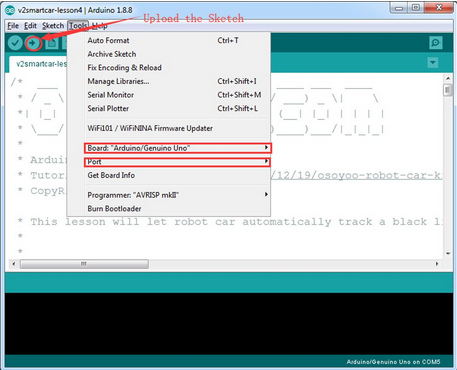 v2smartcar-lesson4 | Arduino 1.8.8
Upload the Sketch
File Edit Sketch Tools Help
v2smartcar-les
Auto Format Ctrl+T
Archive Sketch
Fix Encoding & Reload
Manage Libraries... Ctrl+Shift+I
Serial Monitor Ctrl+Shift+M
Serial Plotter Ctrl+Shift+L
WiFi101 / WiFiNINA Firmware Updater
Board: "Arduino/Genuino Uno"
Port
Get Board Info
Programmer: "AVRISP mkII"
Burn Bootloader
/*
* Arduin
* Tutor /12/19/osoyoo-robot-car-k
* CopyR
*
* This lesson will let robot car automatically track a black li
*
*
Arduino/Genuino Uno on COM5